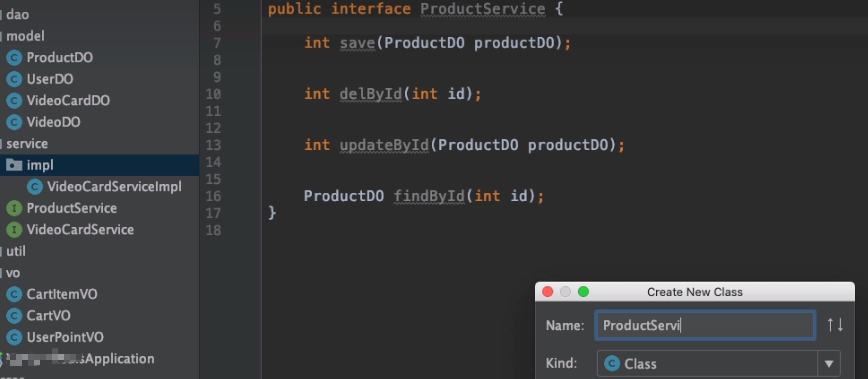 dao
model
ProductDO
UserDO
VideoCardDO
VideoDO
service
impl
VideoCardServiceImpl
ProductService
VideoCardService
util
vo
CartItemVO
CartVO
UserPointVO
sApplication
5 public interface ProductService {
6
7 int save(ProductDO productDO);
8
9
10 int delById(int id);
11
12
13 int updateById(ProductDO productDO);
14
15
16 ProductDO findById(int id);
17 }
18
Create New Class
Name: ProductServi
Kind: Class